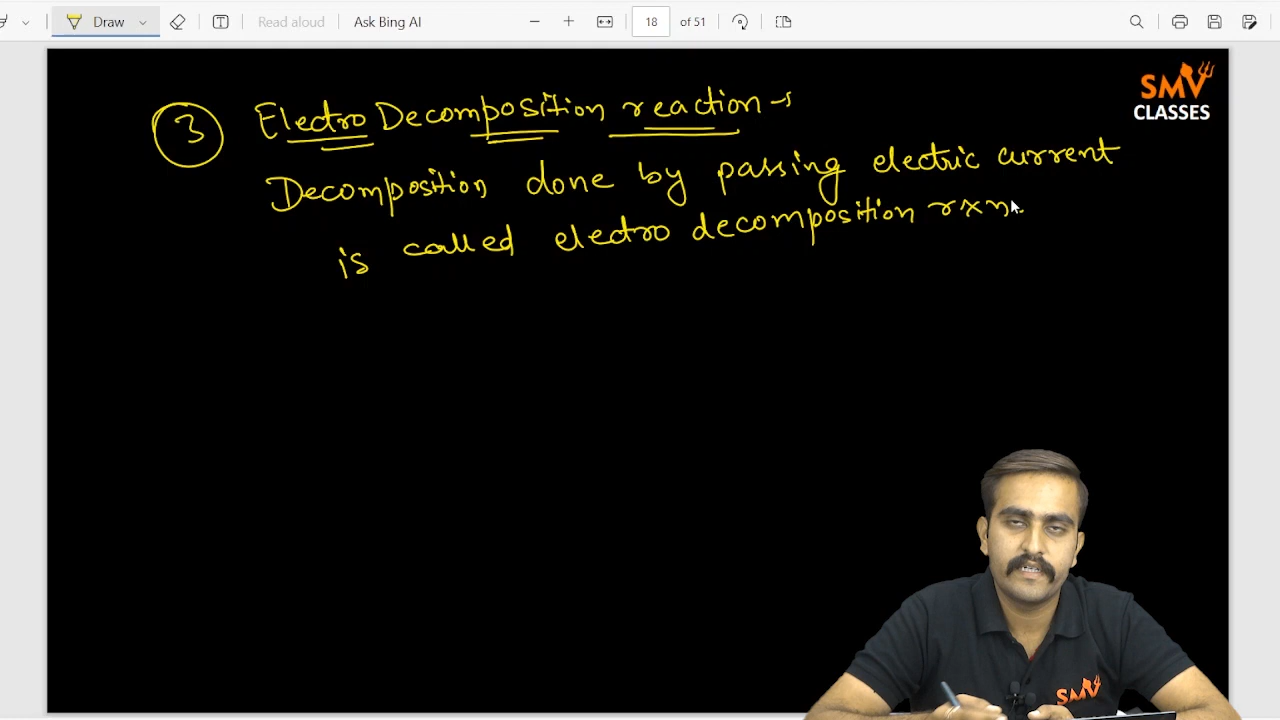 Draw
Read aloud
Ask Bing AI
18 of 51
SMV
CLASSES
3 Electro Decomposition reaction →
Decomposition done by passing electric current
is called electro decomposition rxn.
SMV